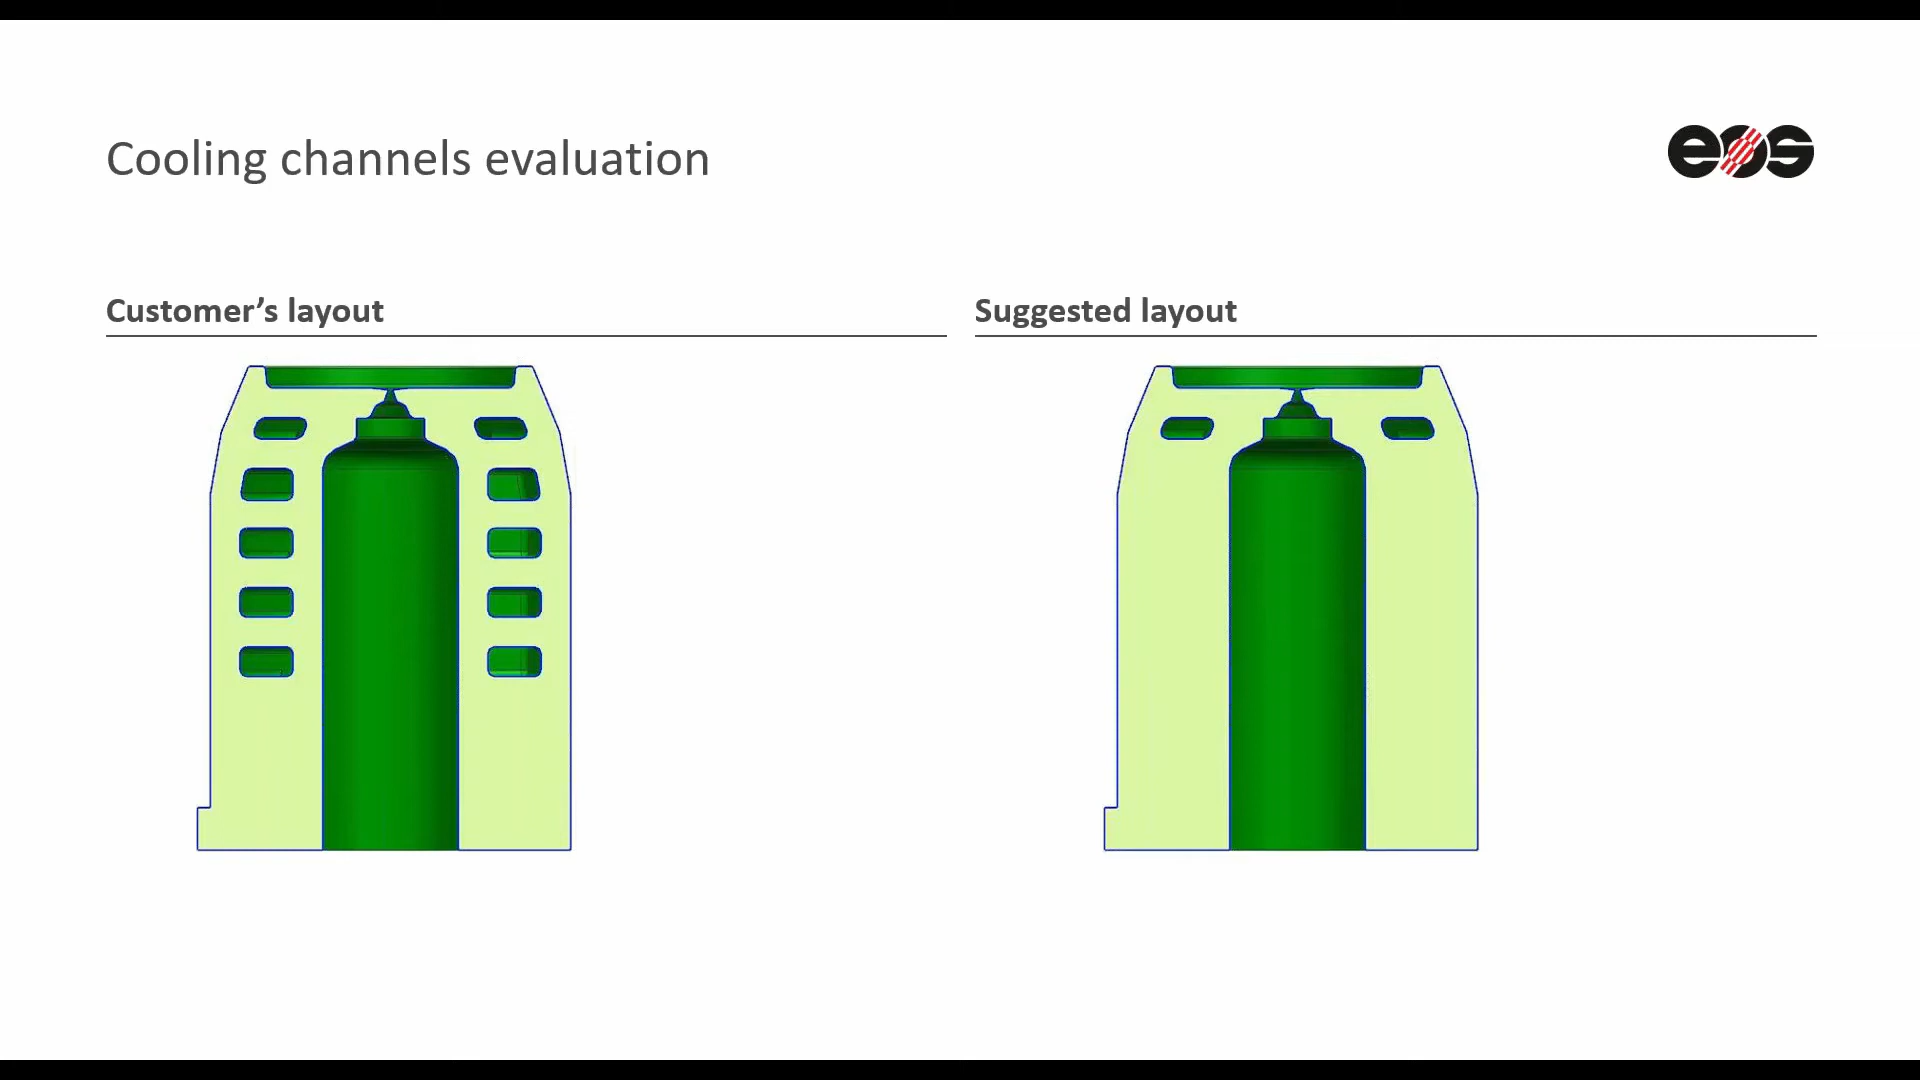 Cooling channels evaluation
eos
Customer’s layout
Suggested layout